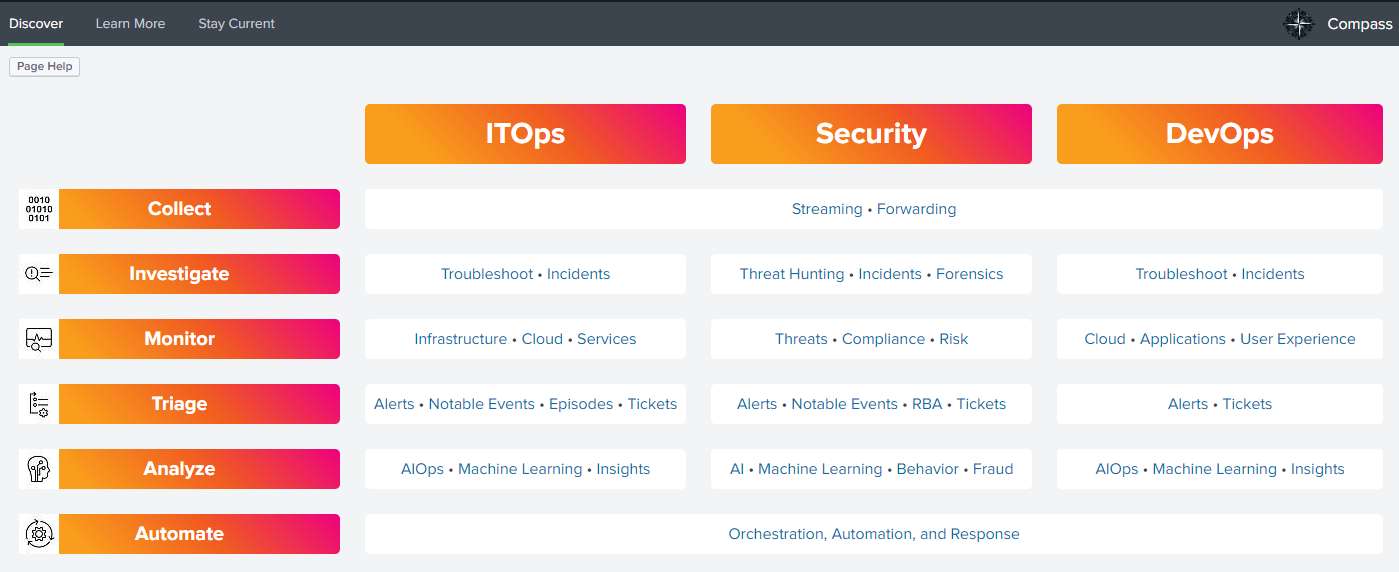 Discover Learn More Stay Current Compass
Page Help
ITOps Security DevOps
0010
01010
0101
Collect Streaming • Forwarding
Investigate Troubleshoot • Incidents Threat Hunting • Incidents • Forensics Troubleshoot • Incidents
Monitor Infrastructure • Cloud • Services Threats • Compliance • Risk Cloud • Applications • User Experience
Triage Alerts • Notable Events • Episodes • Tickets Alerts • Notable Events • RBA • Tickets Alerts • Tickets
Analyze AIOps • Machine Learning • Insights AI • Machine Learning • Behavior • Fraud AIOps • Machine Learning • Insights
Automate Orchestration, Automation, and Response